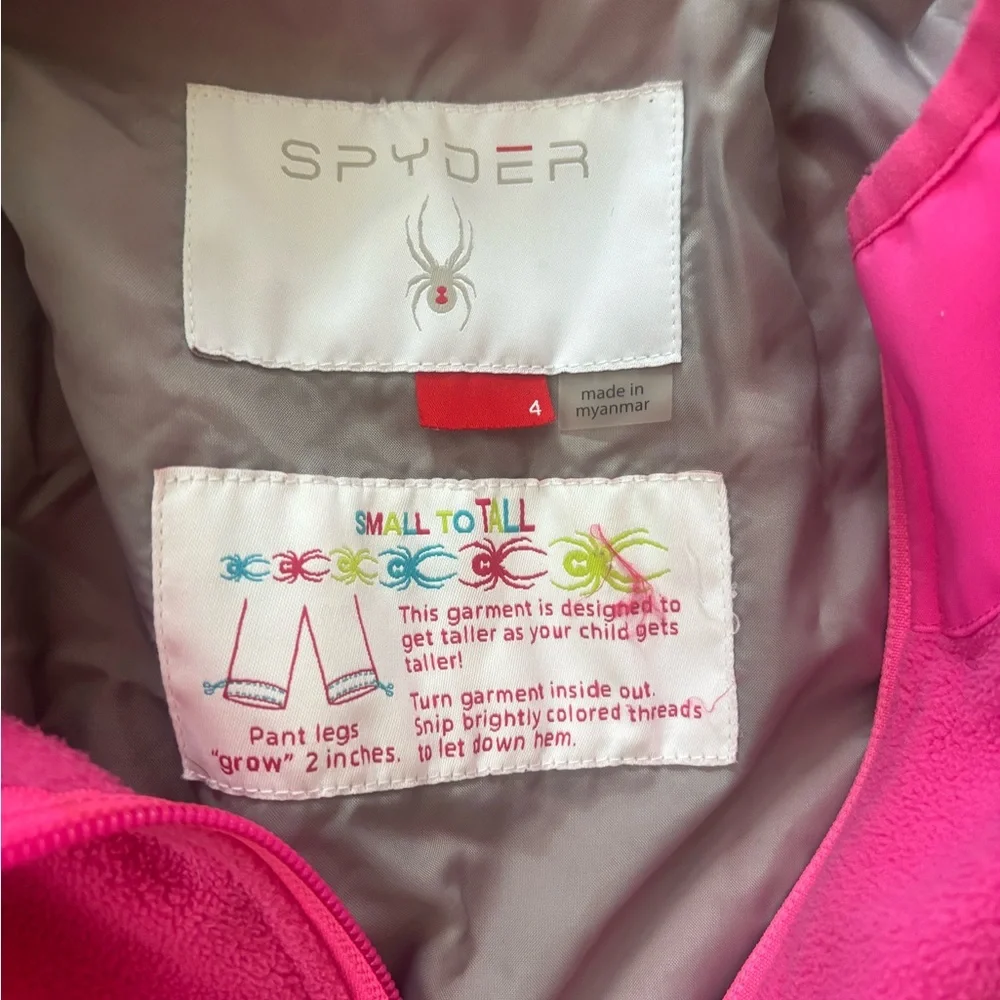 SPYDER
4
made in
myanmar
SMALL TO TALL
This garment is designed to
get taller as your child gets
taller!
Turn garment inside out.
Snip brightly colored threads
to let down hem.
Pant legs
"grow" 2 inches.